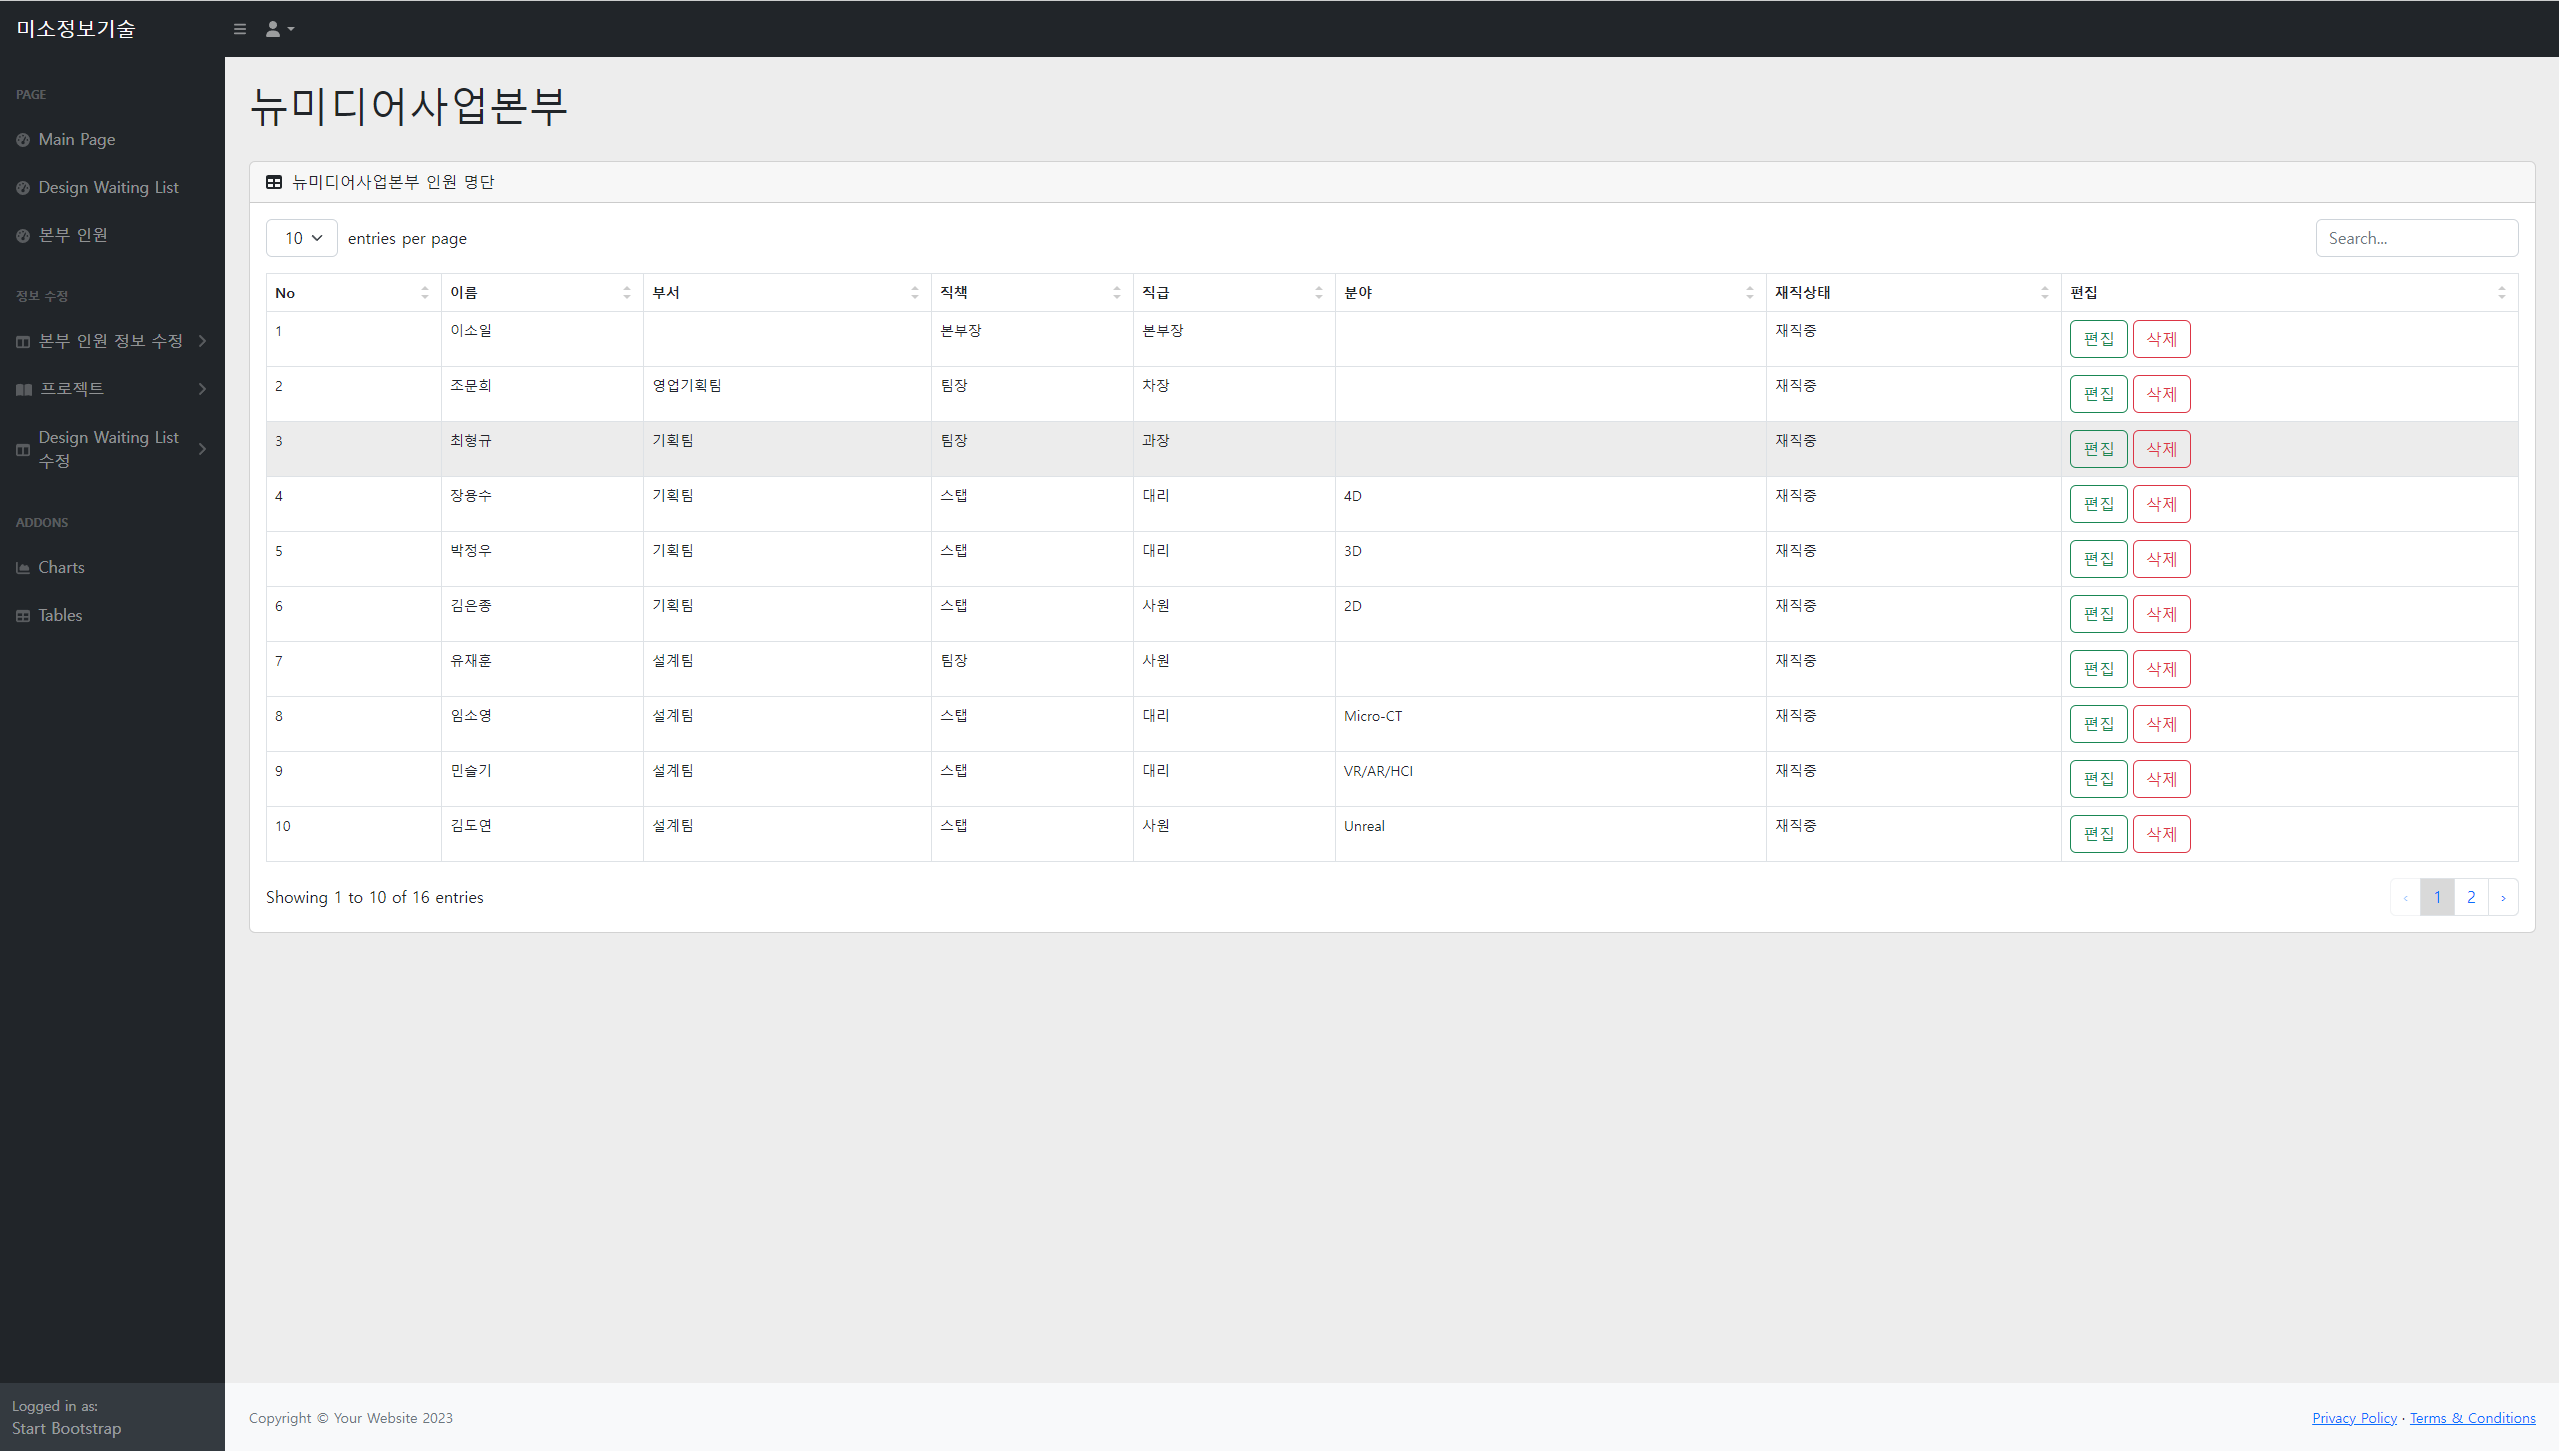 미소정보기술
PAGE
Main Page
Design Waiting List
본부 인원
정보 수정
본부 인원 정보 수정
프로젝트
Design Waiting List
수정
ADDONS
Charts
Tables
Logged in as:
Start Bootstrap
뉴미디어사업본부
뉴미디어사업본부 인원 명단
10 entries per page Search...
No 이름 부서 직책 직급 분야 재직상태 편집
1 이소일 본부장 본부장 재직중 편집 삭제
2 조문희 영업기획팀 팀장 차장 재직중 편집 삭제
3 최형규 기획팀 팀장 과장 재직중 편집 삭제
4 장용수 기획팀 스탭 대리 4D 재직중 편집 삭제
5 박정우 기획팀 스탭 대리 3D 재직중 편집 삭제
6 김은종 기획팀 스탭 사원 2D 재직중 편집 삭제
7 유재훈 설계팀 팀장 사원 재직중 편집 삭제
8 임소영 설계팀 스탭 대리 Micro-CT 재직중 편집 삭제
9 민슬기 설계팀 스탭 대리 VR/AR/HCI 재직중 편집 삭제
10 김도연 설계팀 스탭 사원 Unreal 재직중 편집 삭제
Showing 1 to 10 of 16 entries ‹ 1 2 ›
Copyright © Your Website 2023 Privacy Policy · Terms & Conditions